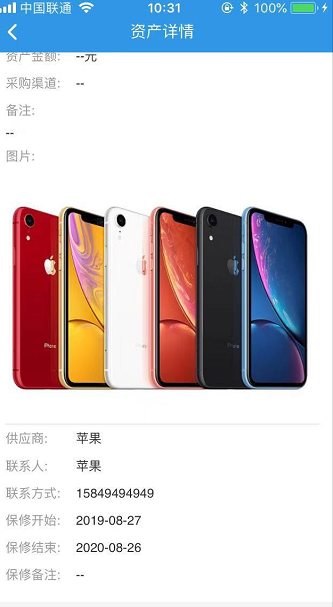 中国联通 10:31 100%
资产详情
资产金额: --元
采购渠道: --
备注:
--
图片:
iPhone
供应商: 苹果
联系人: 苹果
联系方式: 15849494949
保修开始: 2019-08-27
保修结束: 2020-08-26
保修备注: --